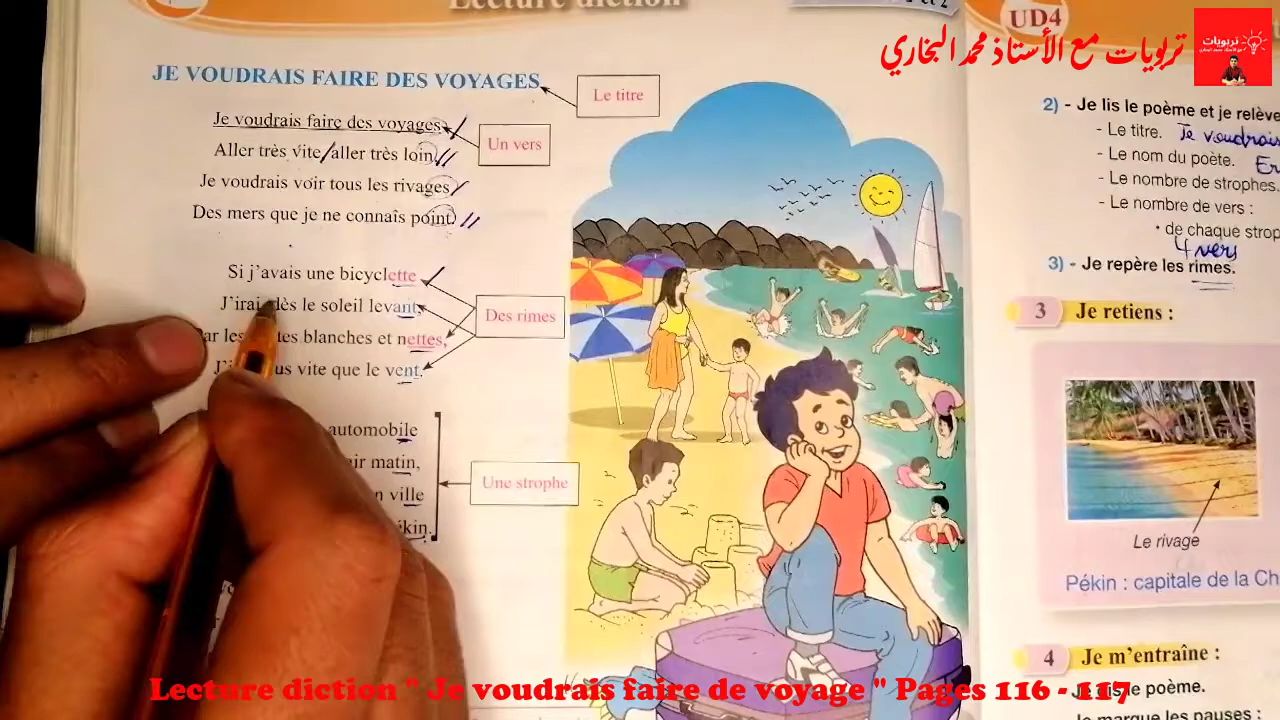 Lecture diction
JE VOUDRAIS FAIRE DES VOYAGES
Le titre
Je voudrais faire des voyages
Un vers
Aller très vite/aller très loin,
Je voudrais voir tous les rivages,
Des mers que je ne connais point.
Si j'avais une bicyclette
J'irai dès le soleil levant,
Des rimes
blanches et nettes,
vite que le vent.
automobile
matin,
Une strophe
ville
UD4
تربويات مع الأستاذ محمد البخاري
تربويات
2) - Je lis le poème et je relève
- Le titre. Je voudrais
- Le nom du poète.
- Le nombre de strophes.
- Le nombre de vers :
• de chaque
4 vers
3) - Je repère les rimes.
3 Je retiens :
Le rivage
Pékin : capitale de la
4 Je m'entraîne :
le poème.
les pauses :
Lecture diction " Je voudrais faire de voyage " Pages 116 - 117